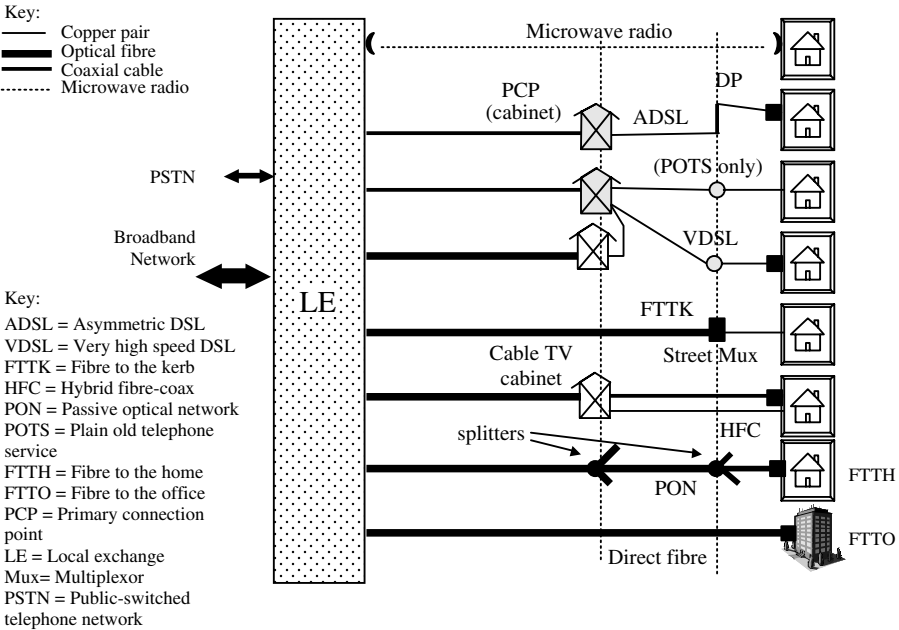 Key:
Copper pair
Optical fibre
Coaxial cable
Microwave radio
Microwave radio
PCP
(cabinet)
ADSL
DP
PSTN
(POTS only)
Broadband
Network
VDSL
LE
Key:
ADSL = Asymmetric DSL
VDSL = Very high speed DSL
FTTK = Fibre to the kerb
HFC = Hybrid fibre-coax
PON = Passive optical network
POTS = Plain old telephone
service
FTTH = Fibre to the home
FTTO = Fibre to the office
PCP = Primary connection
point
LE = Local exchange
Mux= Multiplexor
PSTN = Public-switched
telephone network
FTTK
Street Mux
Cable TV
cabinet
HFC
splitters
PON
FTTH
Direct fibre
FTTO